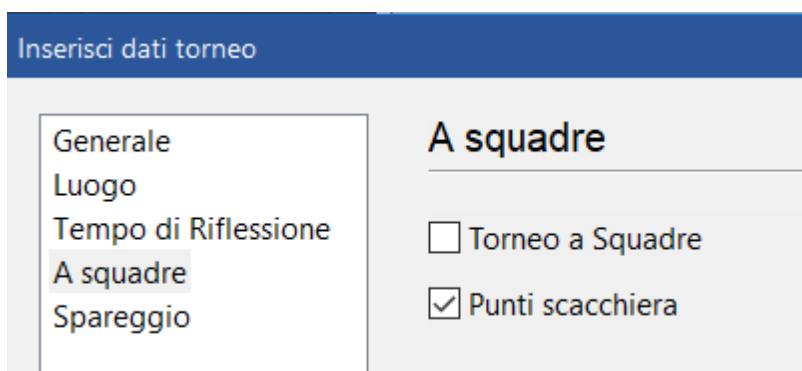 Inserisci dati torneo
Generale
Luogo
Tempo di Riflessione
A squadre
Spareggio
A squadre
Torneo a Squadre
Punti scacchiera